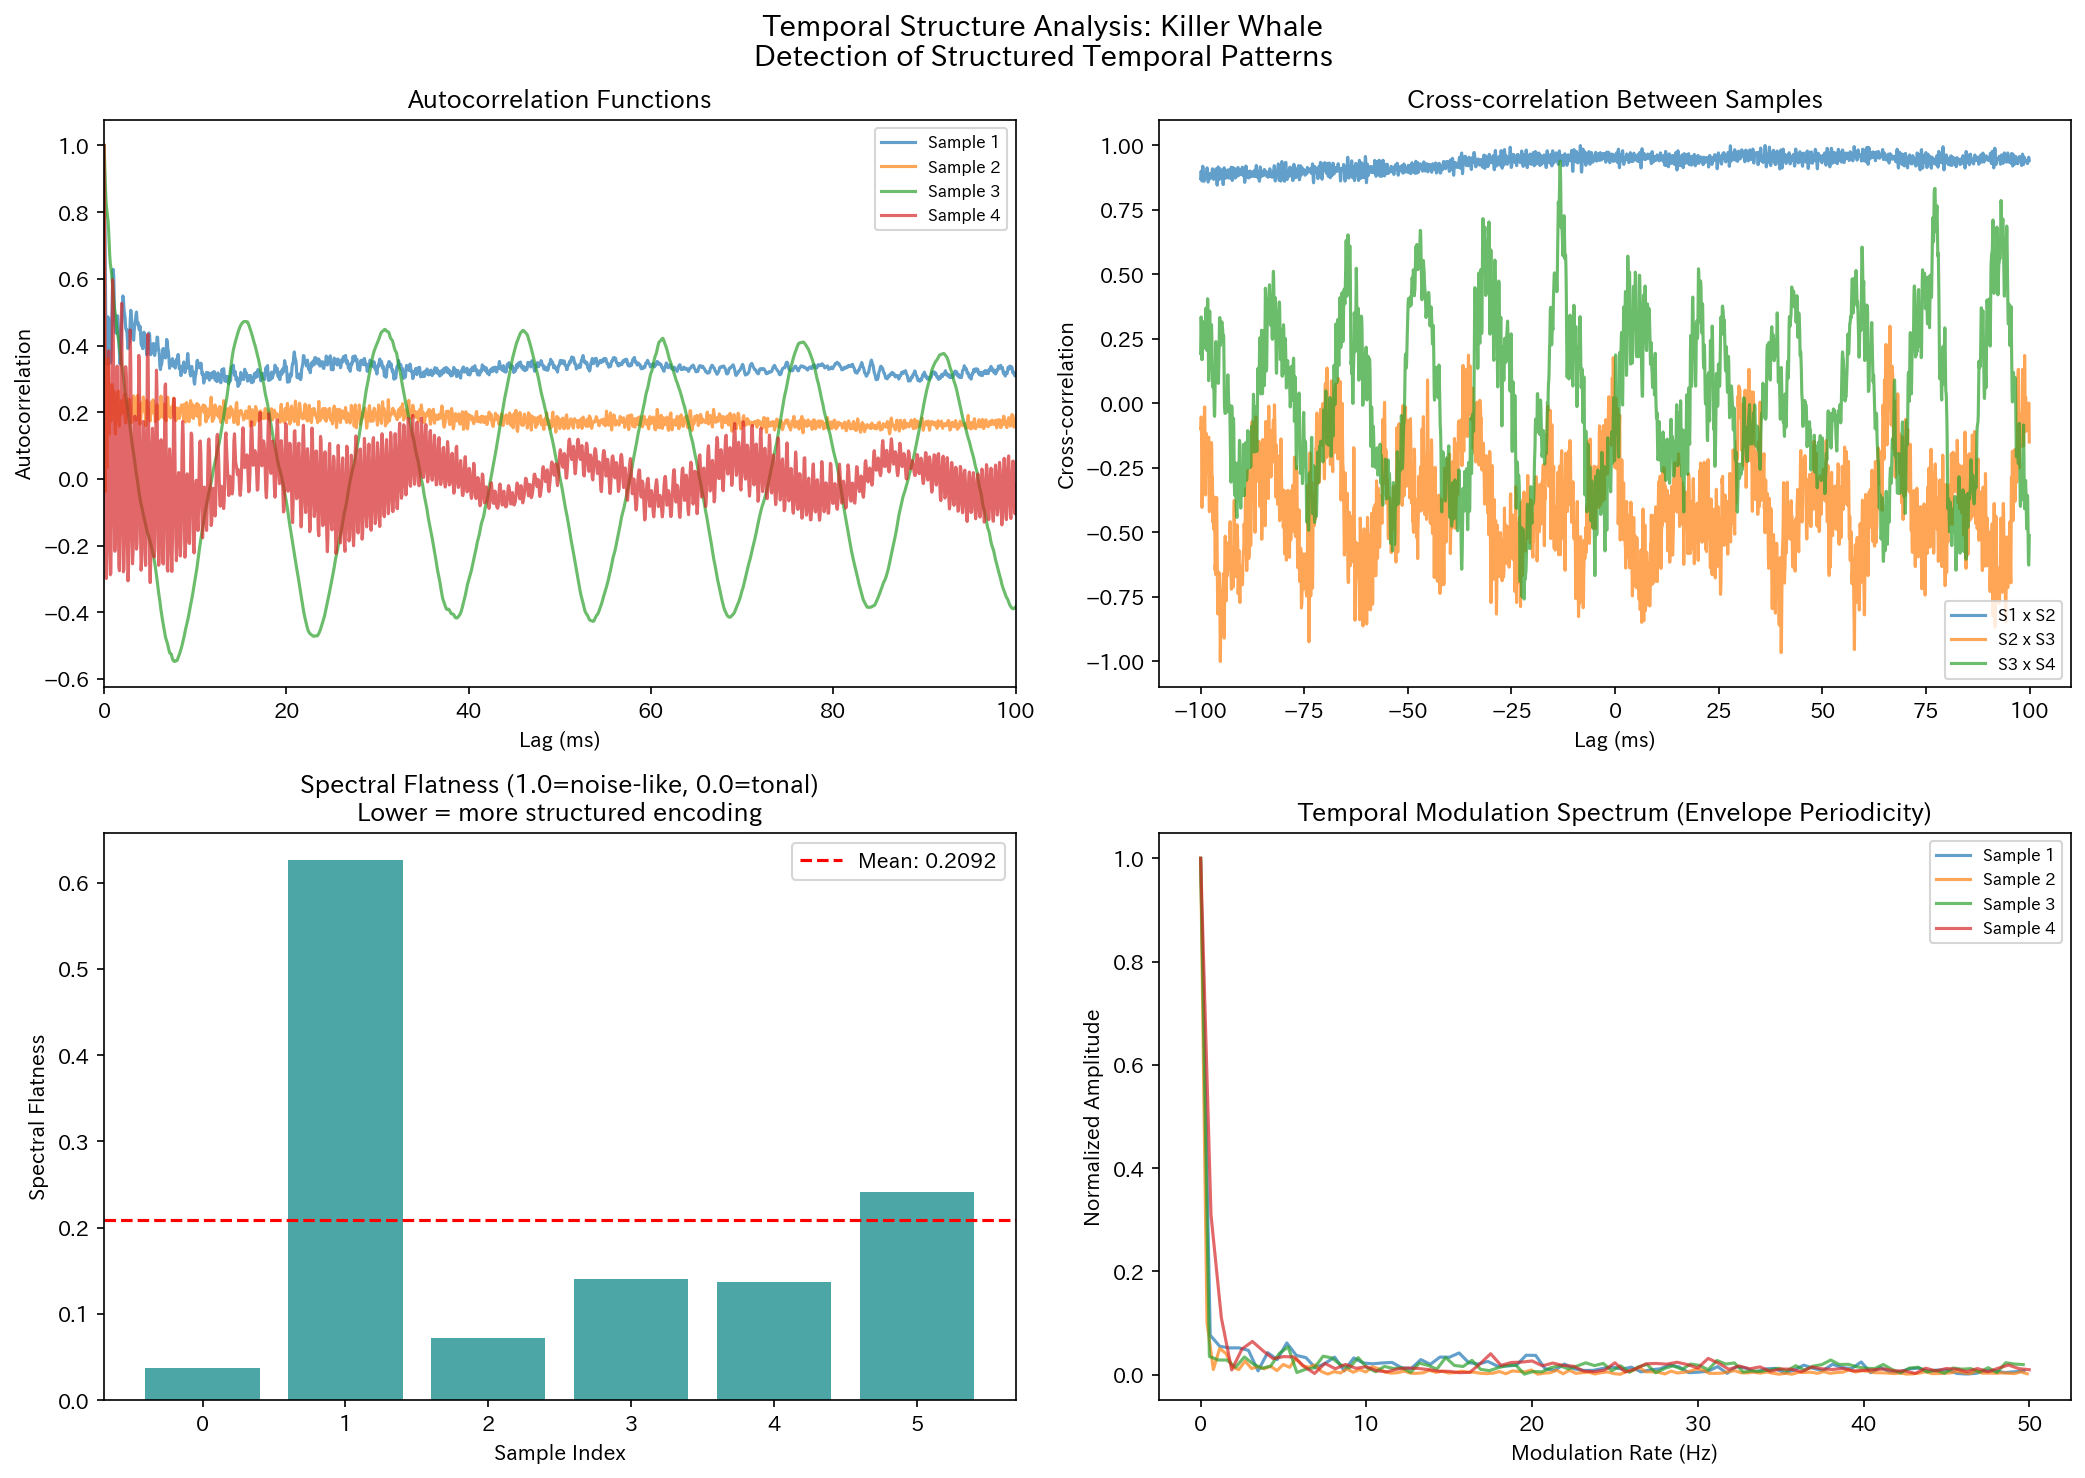 Temporal Structure Analysis: Killer Whale
Detection of Structured Temporal Patterns
Autocorrelation Functions
1.0
0.8
0.6
0.4
0.2
0.0
−0.2
−0.4
−0.6
Autocorrelation
0
20
40
60
80
100
Lag (ms)
Sample 1
Sample 2
Sample 3
Sample 4
Cross-correlation Between Samples
1.00
0.75
0.50
0.25
0.00
−0.25
−0.50
−0.75
−1.00
Cross-correlation
−100
−75
−50
−25
0
25
50
75
100
Lag (ms)
S1 x S2
S2 x S3
S3 x S4
Spectral Flatness (1.0=noise-like, 0.0=tonal)
Lower = more structured encoding
0.6
0.5
0.4
0.3
0.2
0.1
0.0
Spectral Flatness
0
1
2
3
4
5
Sample Index
Mean: 0.2092
Temporal Modulation Spectrum (Envelope Periodicity)
1.0
0.8
0.6
0.4
0.2
0.0
Normalized Amplitude
0
10
20
30
40
50
Modulation Rate (Hz)
Sample 1
Sample 2
Sample 3
Sample 4